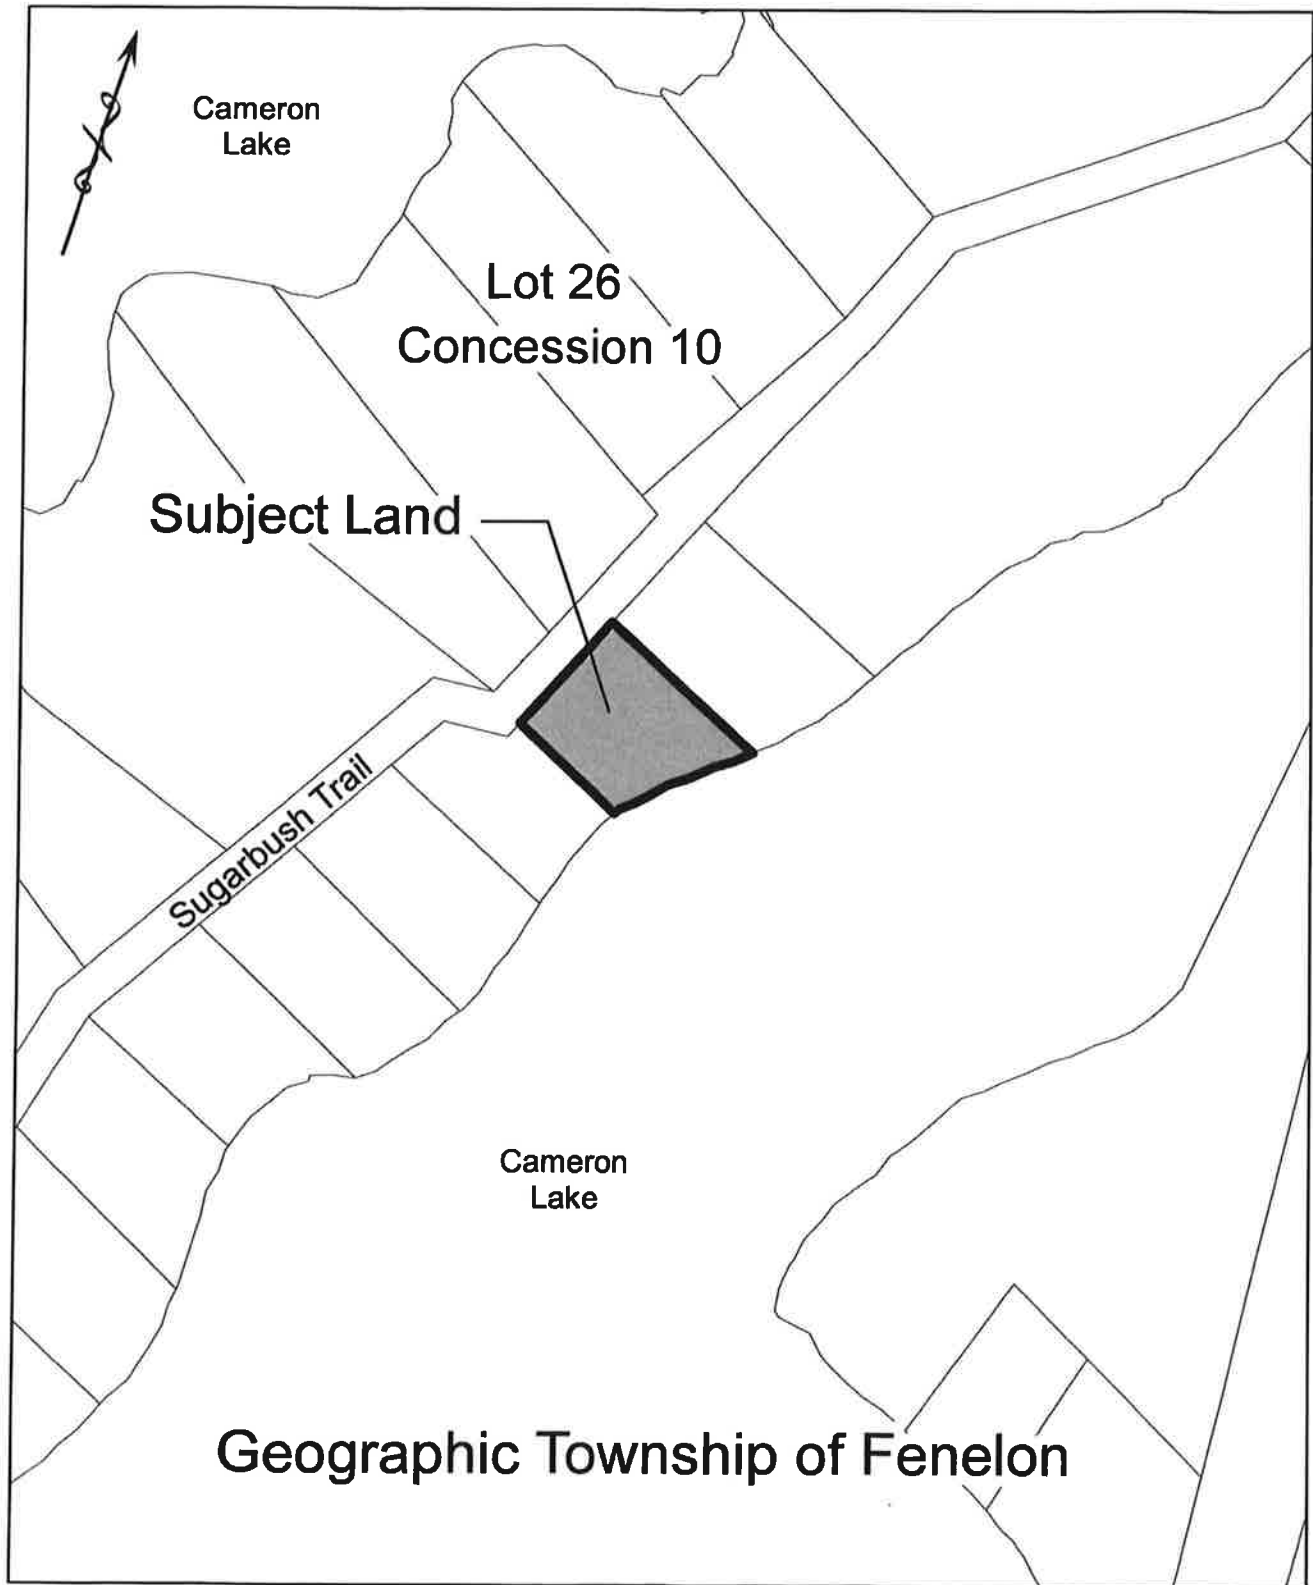 Cameron
Lake
Lot 26
Concession 10
Subject Land
Sugarbush Trail
Cameron
Lake
Geographic Township of Fenelon